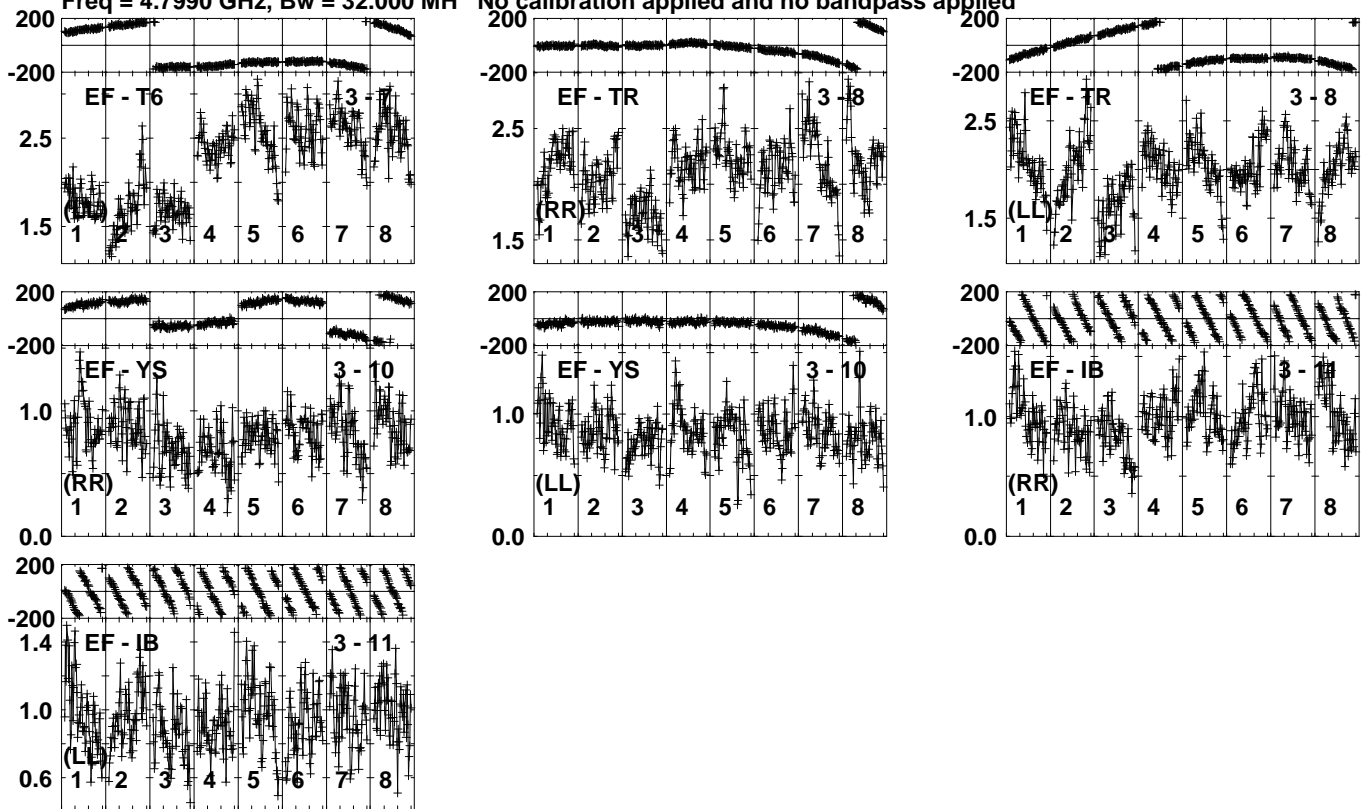 Freq = 4.7990 GHz, Bw = 32.000 MH No calibration applied and no bandpass applied
200
-200
EF - T6 3 - 7
2.5
1.5
(LL)
1 2 3 4 5 6 7 8
EF - TR 3 - 8
200
-200
2.5
1.5
(RR)
1 2 3 4 5 6 7 8
200
-200
EF - TR 3 - 8
2.5
1.5
(LL)
1 2 3 4 5 6 7 8
200
-200
EF - YS 3 - 10
1.0
(RR)
1 2 3 4 5 6 7 8
0.0
200
-200
EF - YS 3 - 10
1.0
(LL)
1 2 3 4 5 6 7 8
0.0
200
-200
EF - IB 3 - 11
1.0
(RR)
1 2 3 4 5 6 7 8
0.0
200
-200
EF - IB 3 - 11
1.4
1.0
0.6
(LL)
1 2 3 4 5 6 7 8